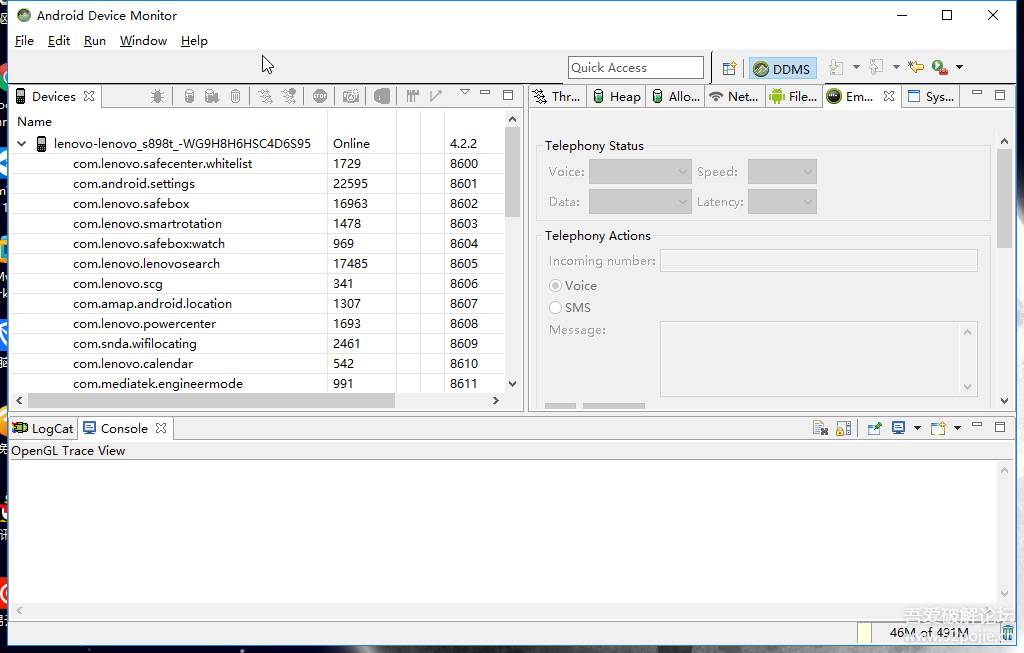 Android Device Monitor
File Edit Run Window Help
Quick Access DDMS
Devices
Name
lenovo-lenovo_s898t_-WG9H8H6HSC4D6S95 Online 4.2.2
com.lenovo.safecenter.whitelist 1729 8600
com.android.settings 22595 8601
com.lenovo.safebox 16963 8602
com.lenovo.smartrotation 1478 8603
com.lenovo.safebox:watch 969 8604
com.lenovo.lenovosearch 17485 8605
com.lenovo.scg 341 8606
com.amap.android.location 1307 8607
com.lenovo.powercenter 1693 8608
com.snda.wifilocating 2461 8609
com.lenovo.calendar 542 8610
com.mediatek.engineermode 991 8611
Thr... Heap Allo... Net... File... Em... Sys...
Telephony Status
Voice: Speed:
Data: Latency:
Telephony Actions
Incoming number:
Voice
SMS
Message:
LogCat Console
OpenGL Trace View
吾爱破解论坛
46M of 491M